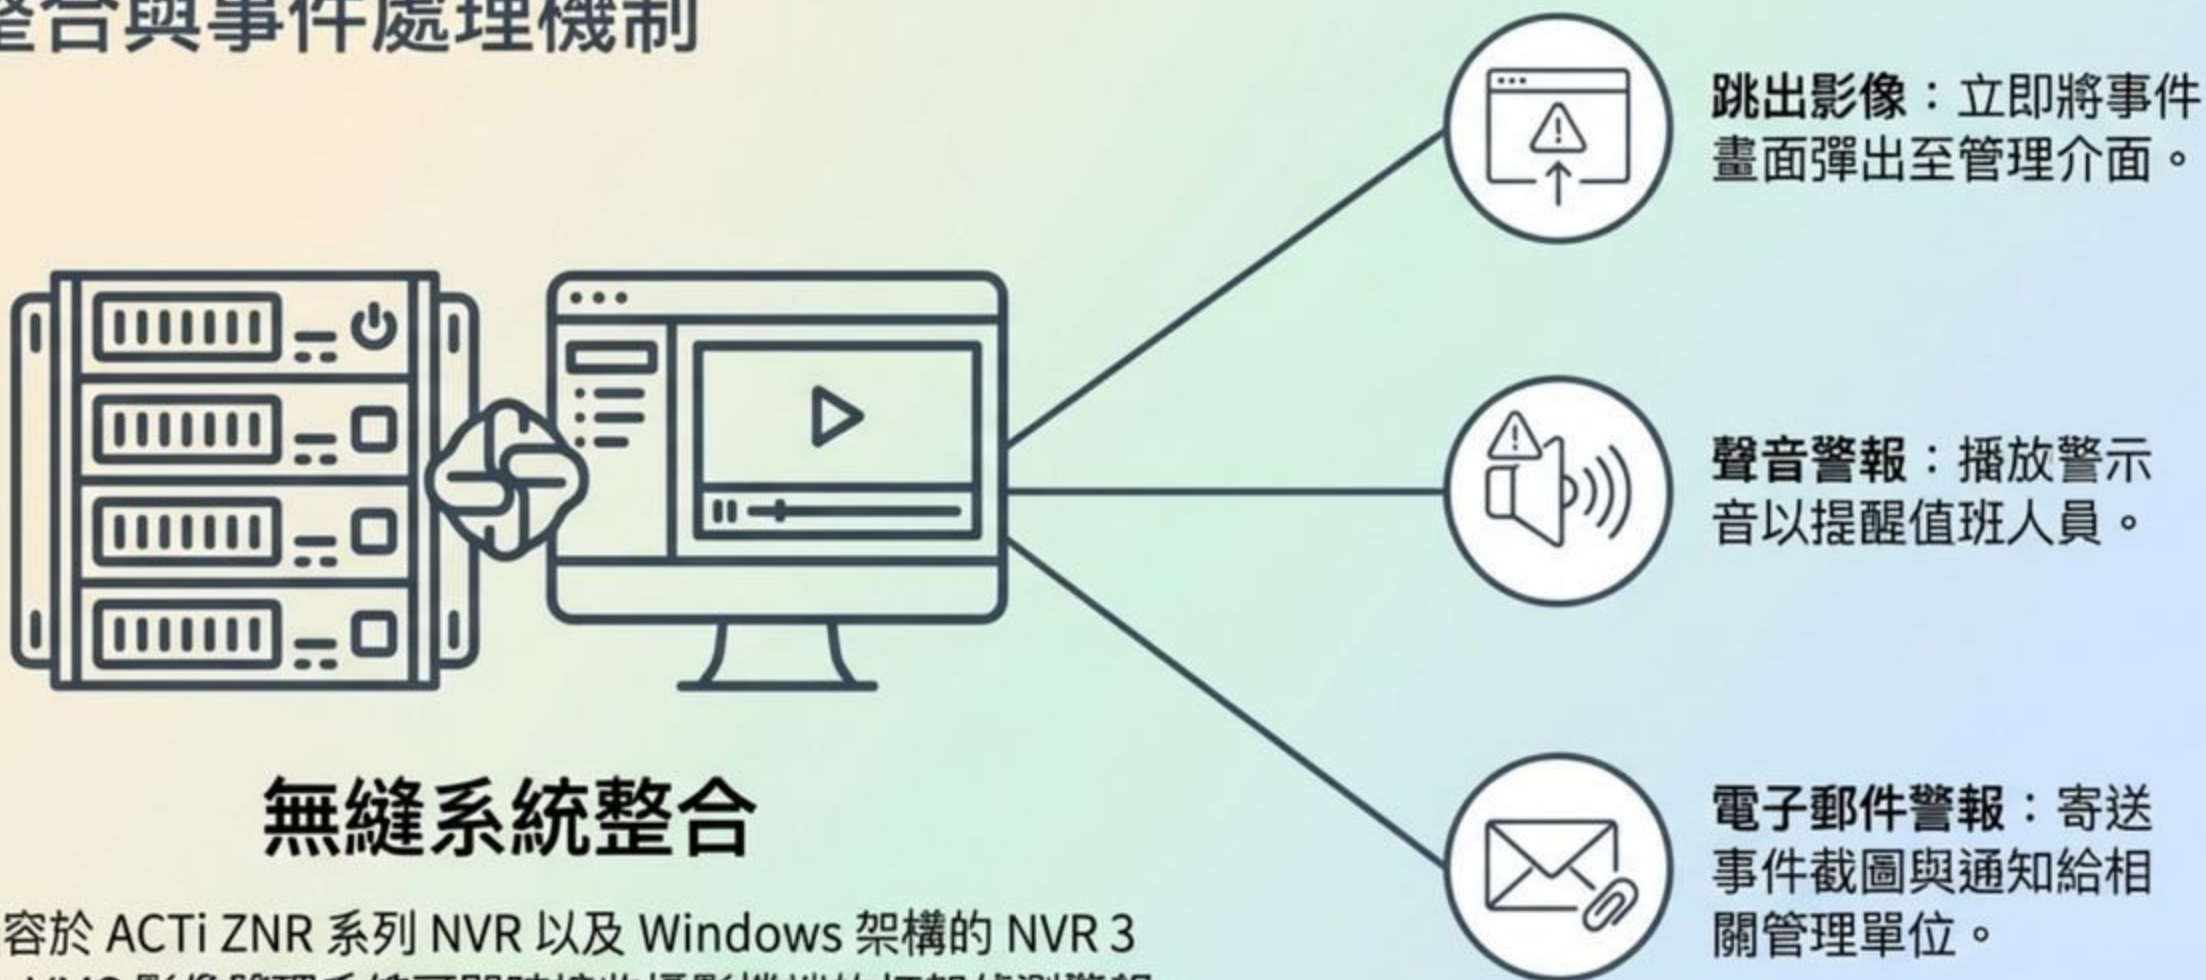 整合與事件處理機制
跳出影像：立即將事件
畫面彈出至管理介面。
聲音警報：播放警示
音以提醒值班人員。
電子郵件警報：寄送
事件截圖與通知給相
關管理單位。
無縫系統整合
容於 ACTi ZNR 系列 NVR 以及 Windows 架構的 NVR 3